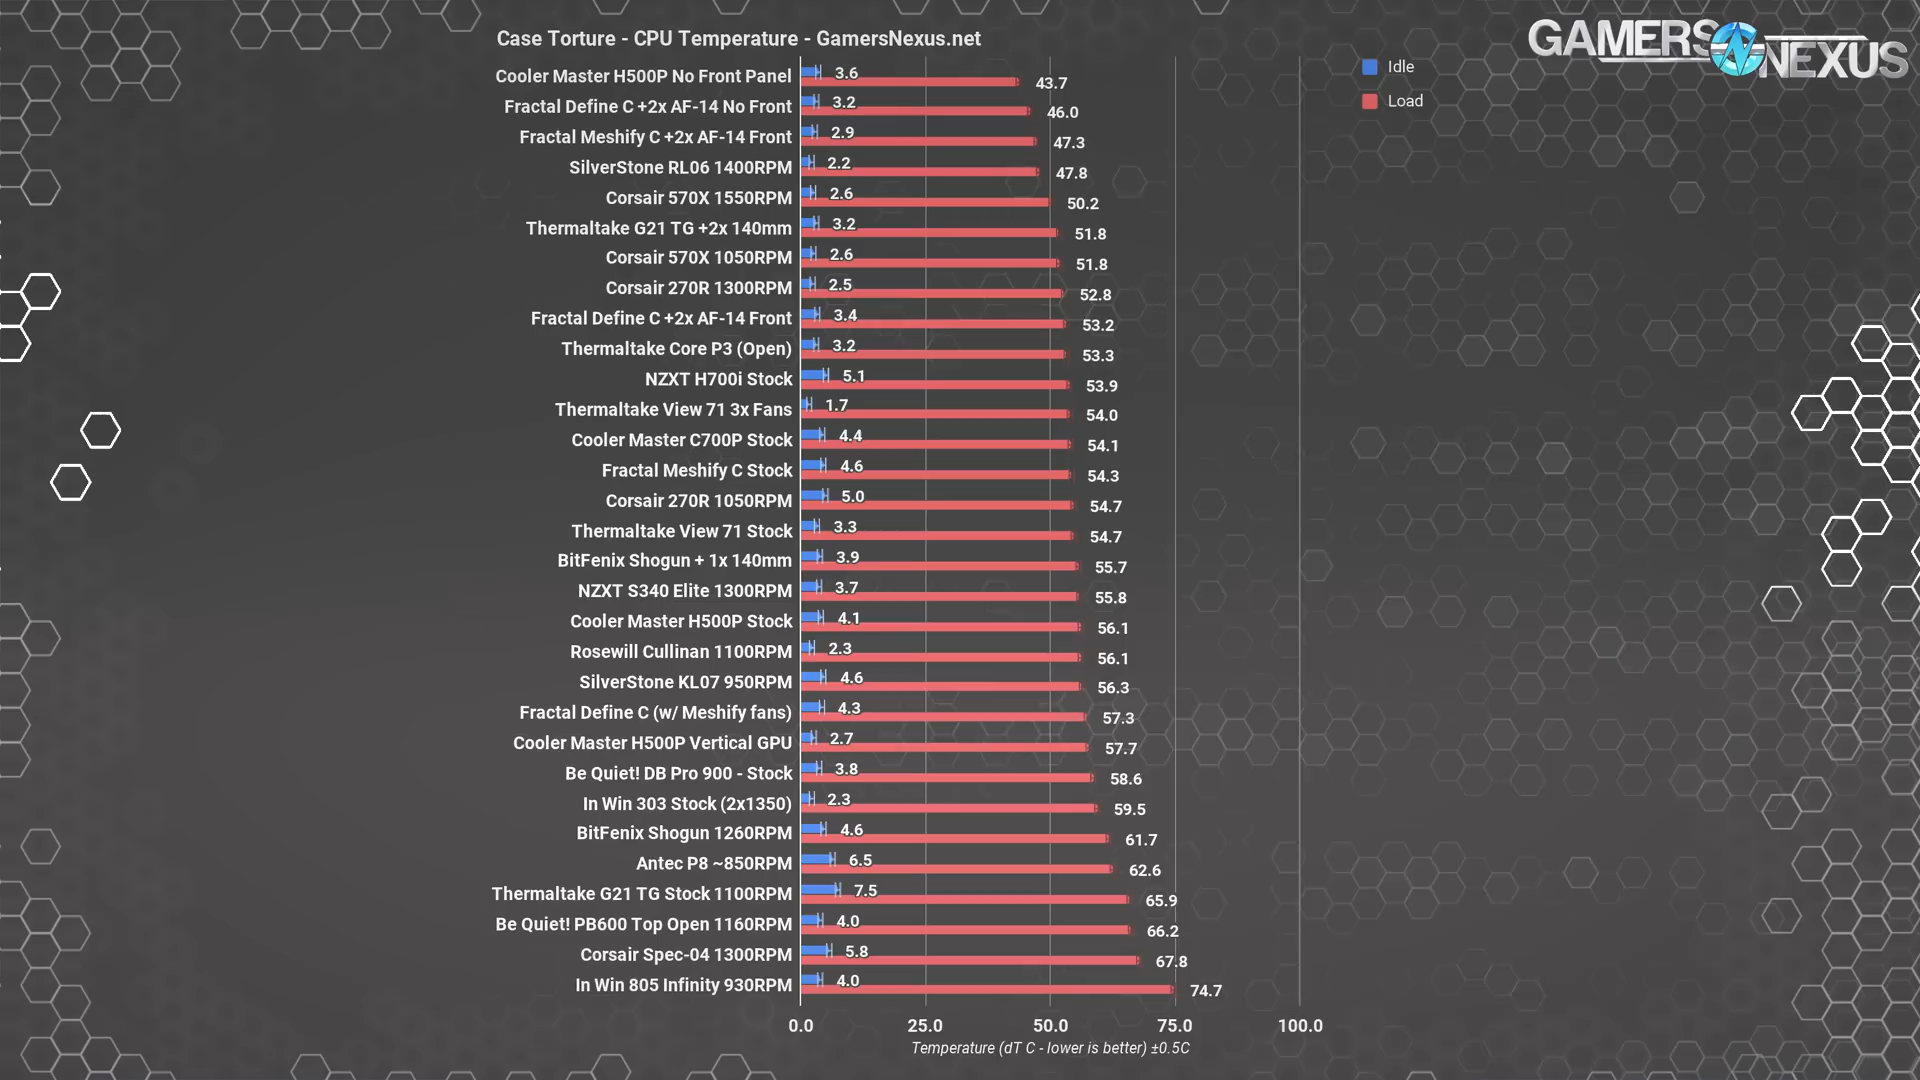 GAMERS NEXUS
Case Torture - CPU Temperature - GamersNexus.net
Idle
Load
Cooler Master H500P No Front Panel 3.6 43.7
Fractal Define C +2x AF-14 No Front 3.2 46.0
Fractal Meshify C +2x AF-14 Front 2.9 47.3
SilverStone RL06 1400RPM 2.2 47.8
Corsair 570X 1550RPM 2.6 50.2
Thermaltake G21 TG +2x 140mm 3.2 51.8
Corsair 570X 1050RPM 2.6 51.8
Corsair 270R 1300RPM 2.5 52.8
Fractal Define C +2x AF-14 Front 3.4 53.2
Thermaltake Core P3 (Open) 3.2 53.3
NZXT H700i Stock 5.1 53.9
Thermaltake View 71 3x Fans 1.7 54.0
Cooler Master C700P Stock 4.4 54.1
Fractal Meshify C Stock 4.6 54.3
Corsair 270R 1050RPM 5.0 54.7
Thermaltake View 71 Stock 3.3 54.7
BitFenix Shogun + 1x 140mm 3.9 55.7
NZXT S340 Elite 1300RPM 3.7 55.8
Cooler Master H500P Stock 4.1 56.1
Rosewill Cullinan 1100RPM 2.3 56.1
SilverStone KL07 950RPM 4.6 56.3
Fractal Define C (w/ Meshify fans) 4.3 57.3
Cooler Master H500P Vertical GPU 2.7 57.7
Be Quiet! DB Pro 900 - Stock 3.8 58.6
In Win 303 Stock (2x1350) 2.3 59.5
BitFenix Shogun 1260RPM 4.6 61.7
Antec P8 ~850RPM 6.5 62.6
Thermaltake G21 TG Stock 1100RPM 7.5 65.9
Be Quiet! PB600 Top Open 1160RPM 4.0 66.2
Corsair Spec-04 1300RPM 5.8 67.8
In Win 805 Infinity 930RPM 4.0 74.7
0.0 25.0 50.0 75.0 100.0
Temperature (dT C - lower is better) ±0.5C